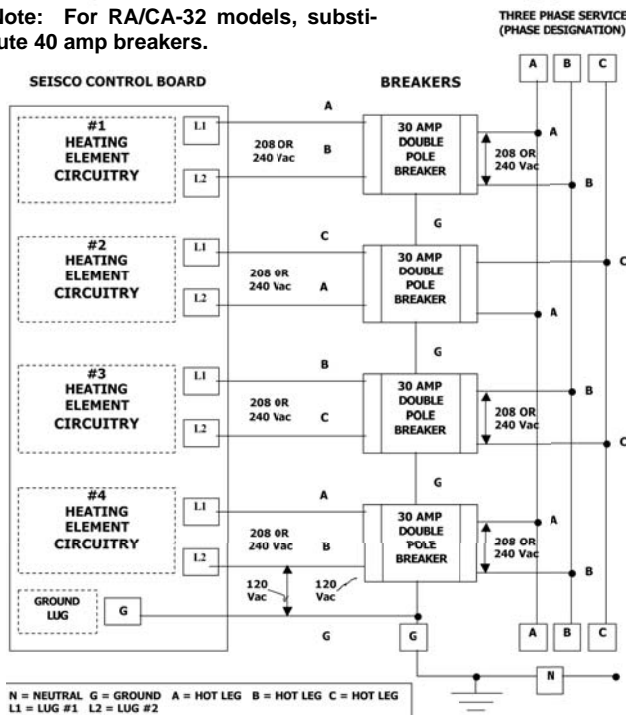 Note: For RA/CA-32 models, substi-
ute 40 amp breakers.
THREE PHASE SERVICE
(PHASE DESIGNATION)
A B C
SEISCO CONTROL BOARD
BREAKERS
#1
HEATING
ELEMENT
CIRCUITRY
L1
L2
A
208 OR
240 Vac
B
30 AMP
DOUBLE
POLE
BREAKER
A
208 OR
240 Vac
B
G
#2
HEATING
ELEMENT
CIRCUITRY
L1
L2
C
208 OR
240 Vac
A
30 AMP
DOUBLE
POLE
BREAKER
C
A
G
#3
HEATING
ELEMENT
CIRCUITRY
L1
L2
B
208 OR
240 Vac
C
30 AMP
DOUBLE
POLE
BREAKER
B
208 OR
240 Vac
C
G
#4
HEATING
ELEMENT
CIRCUITRY
L1
L2
A
208 OR
240 Vac
B
30 AMP
DOUBLE
POLE
BREAKER
A
208 OR
240 Vac
B
120
Vac
120
Vac
GROUND
LUG
G
G
G
A B C
N
N = NEUTRAL G = GROUND A = HOT LEG B = HOT LEG C = HOT LEG
L1 = LUG #1 L2 = LUG #2